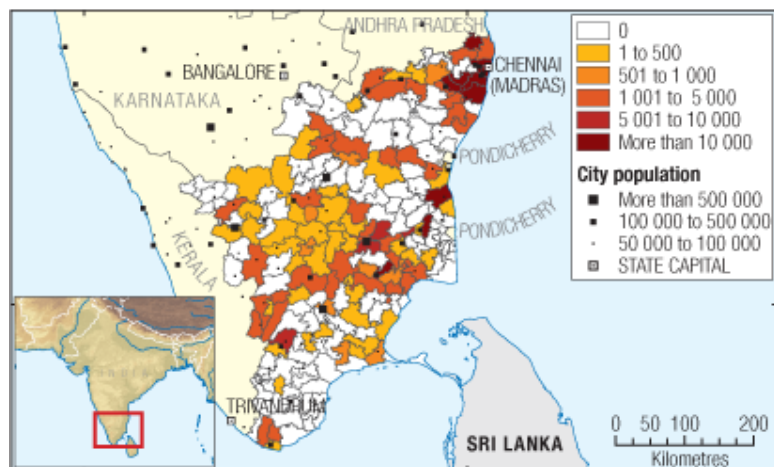 ANDHRA PRADESH
BANGALORE
CHENNAI
(MADRAS)
KARNATAKA
PONDICHERRY
PONDICHERRY
KERALA
TRIVANDRUM
SRI LANKA
India
0
1 to 500
501 to 1 000
1 001 to 5 000
5 001 to 10 000
More than 10 000
City population
More than 500 000
100 000 to 500 000
50 000 to 100 000
STATE CAPITAL
0 50 100 200
Kilometres